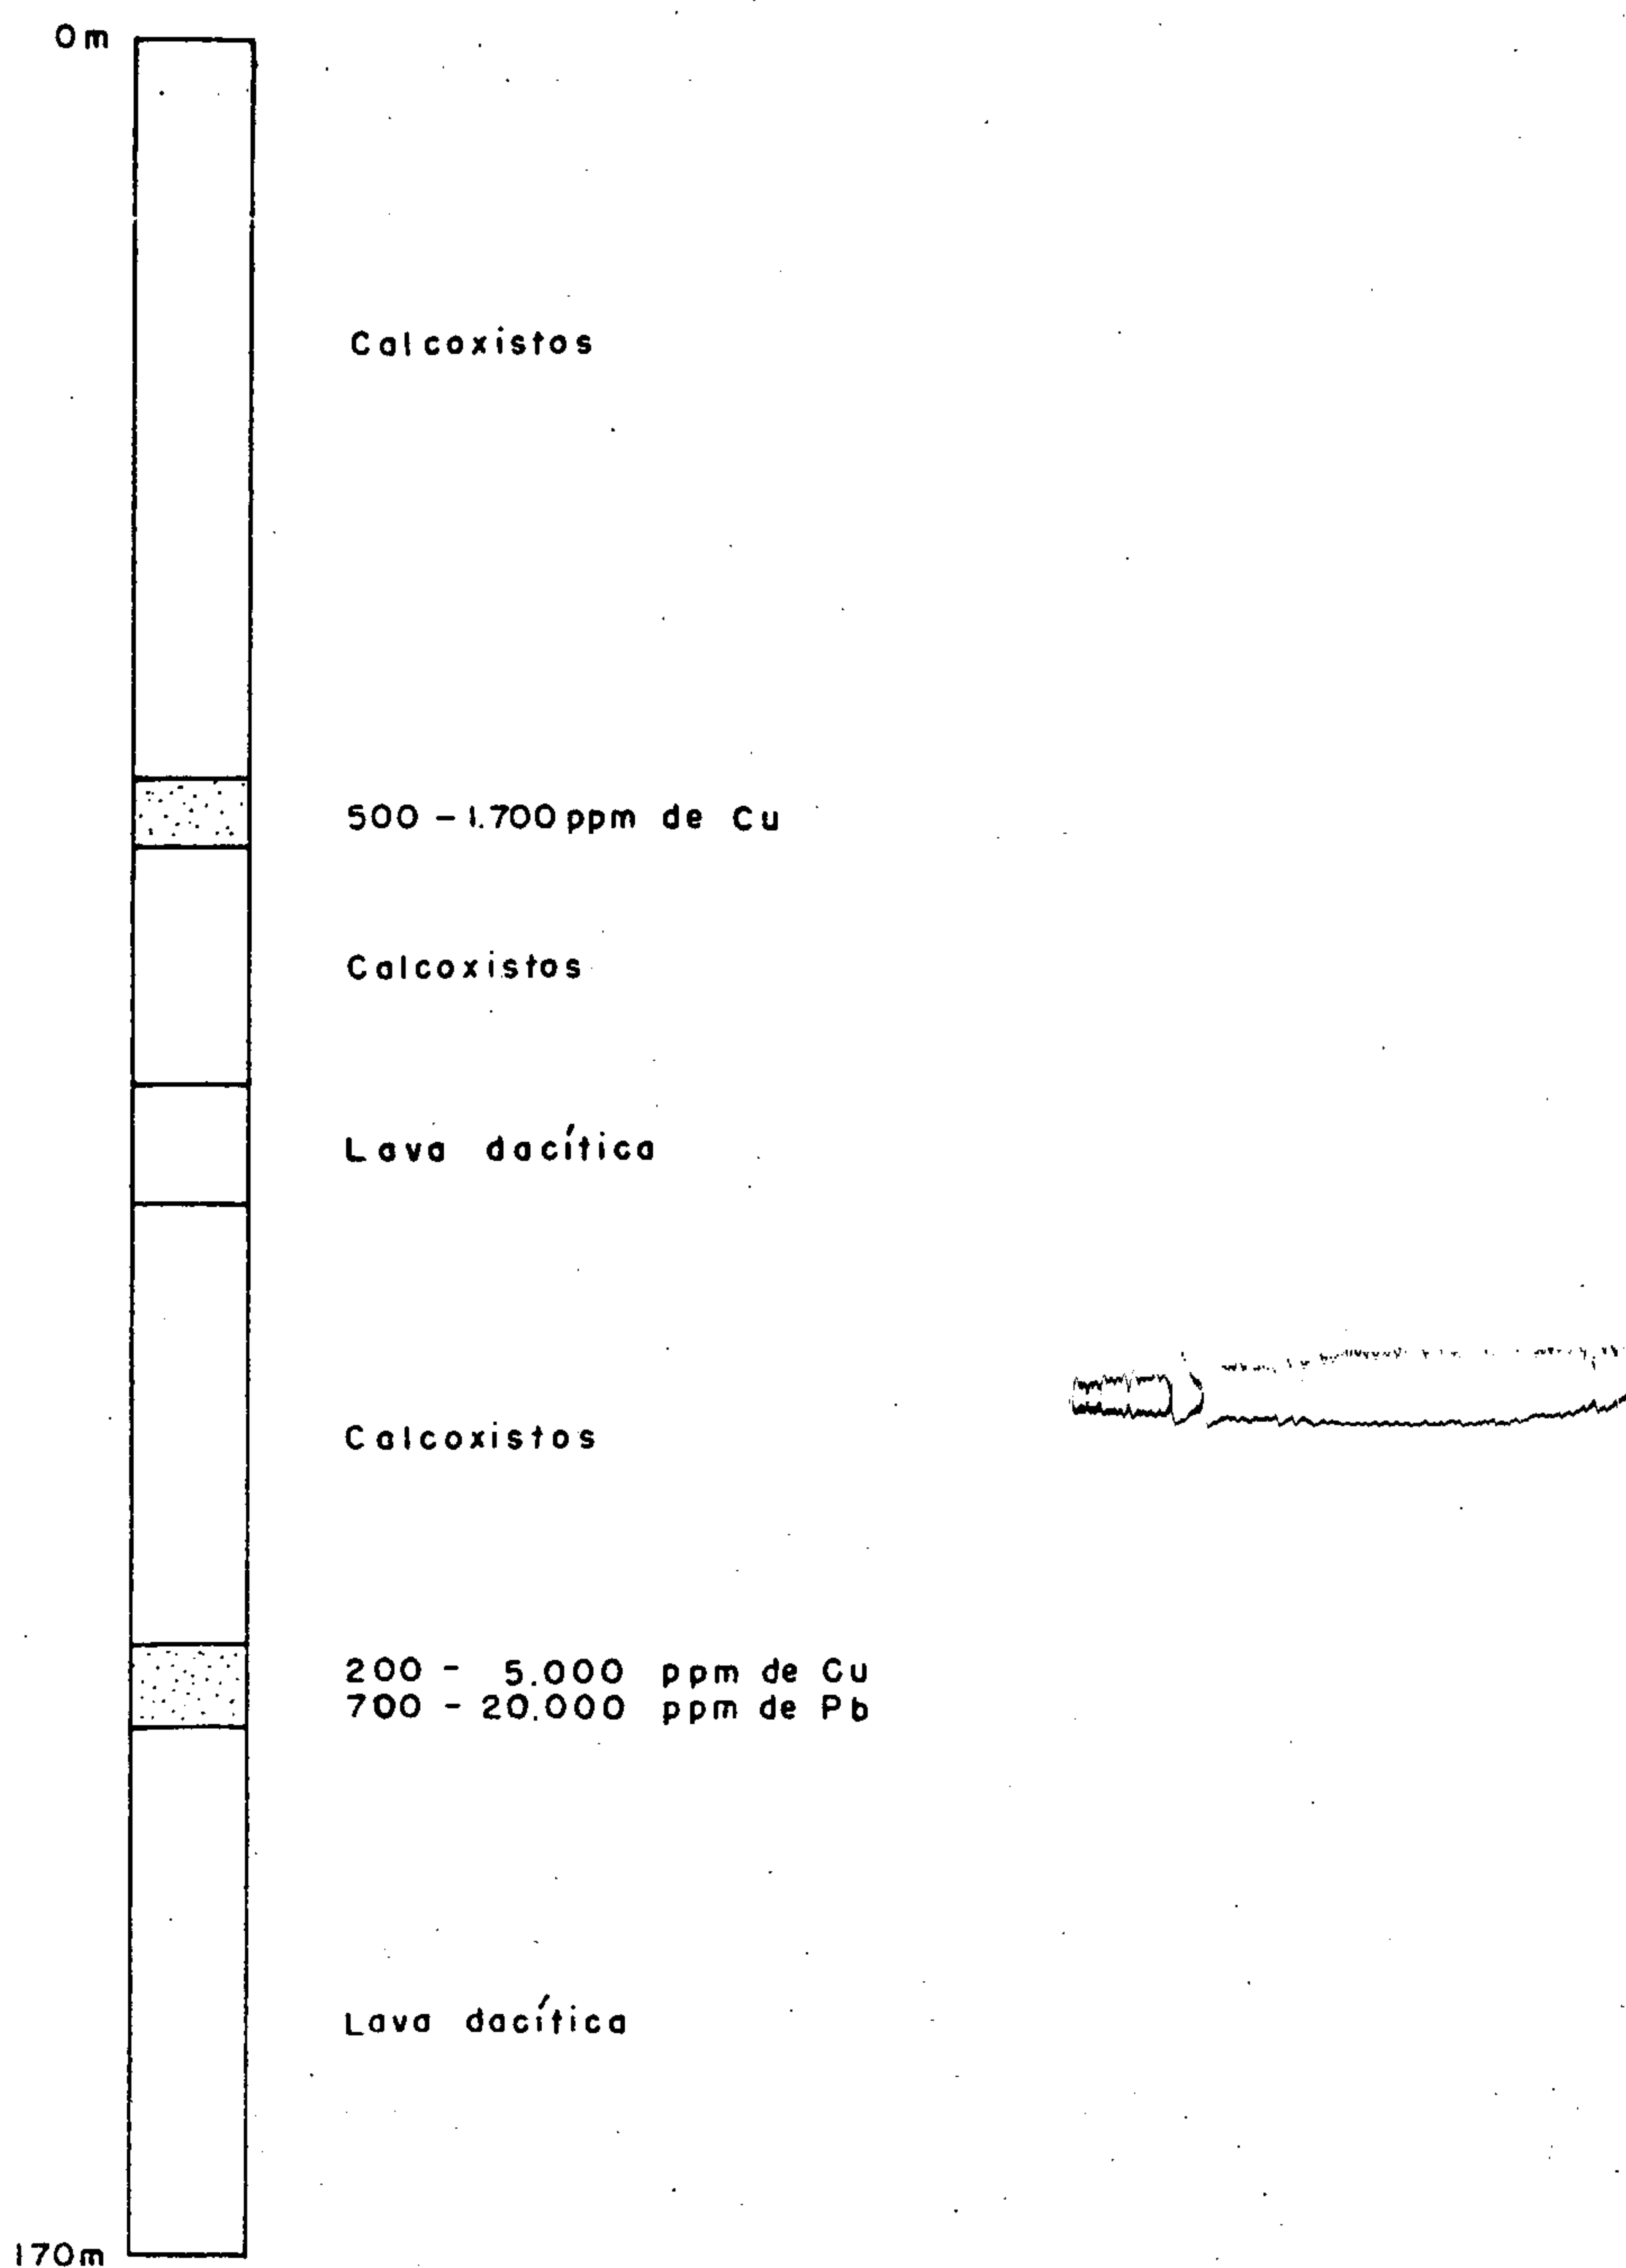 0m
Calcoxistos
500 - 1.700 ppm de Cu
Calcoxistos
Lava dacítica
Calcoxistos
200 - 5.000 ppm de Cu
700 - 20.000 ppm de Pb
Lava dacítica
170m